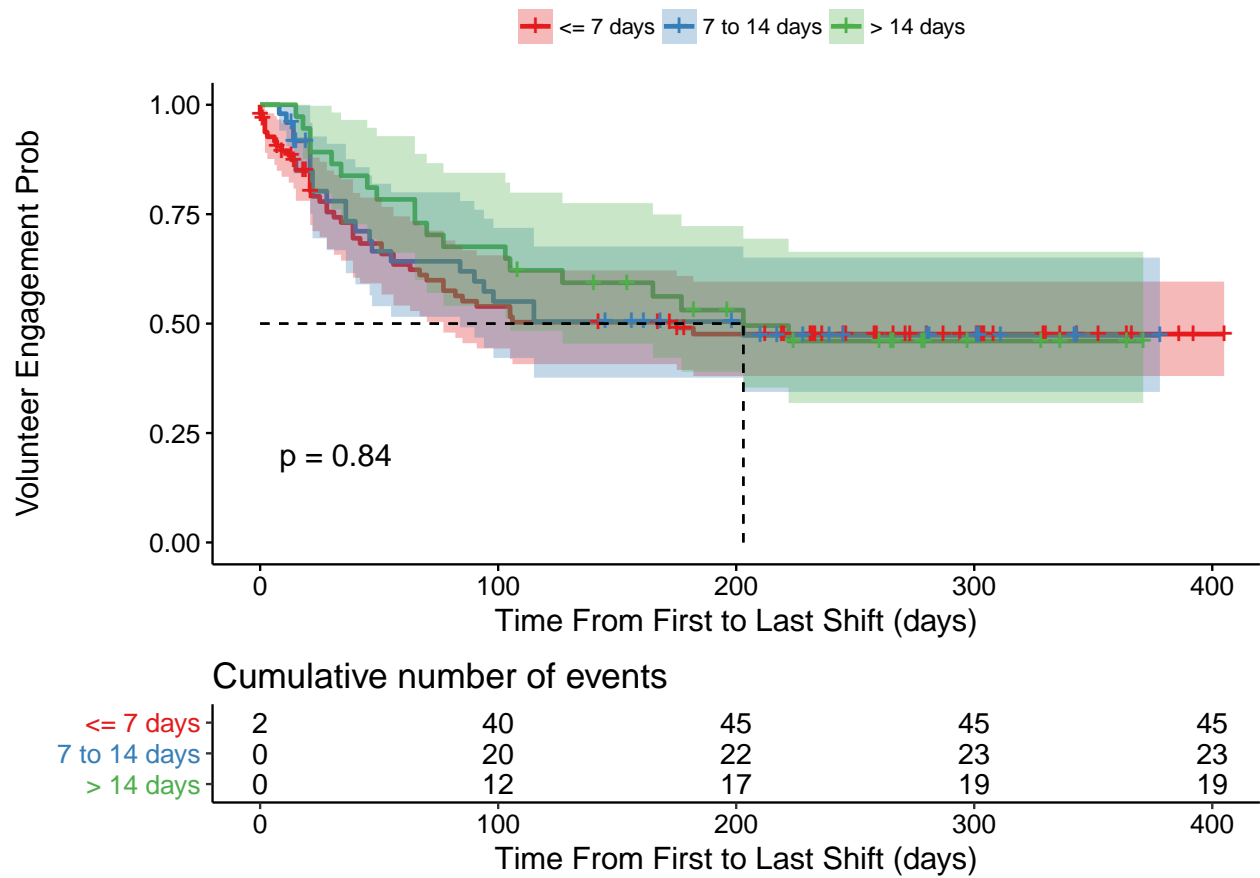 <= 7 days 7 to 14 days > 14 days
Volunteer Engagement Prob
1.00
0.75
0.50
0.25
0.00
p = 0.84
0 100 200 300 400
Time From First to Last Shift (days)
Cumulative number of events
<= 7 days 2 40 45 45 45
7 to 14 days 0 20 22 23 23
> 14 days 0 12 17 19 19
0 100 200 300 400
Time From First to Last Shift (days)